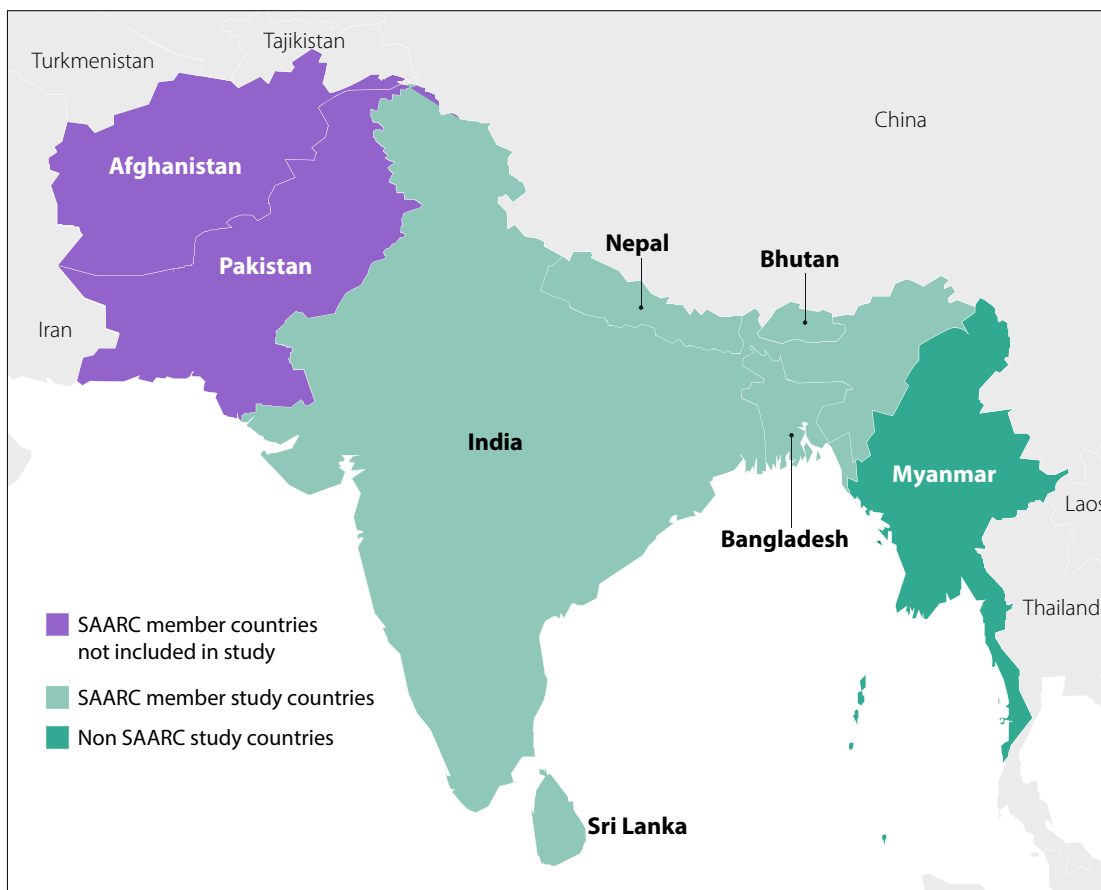 Tajikistan
Turkmenistan
China
Afghanistan
Nepal
Bhutan
Pakistan
Iran
India
Myanmar
Laos
Bangladesh
Thailand
SAARC member countries
not included in study
SAARC member study countries
Non SAARC study countries
Sri Lanka